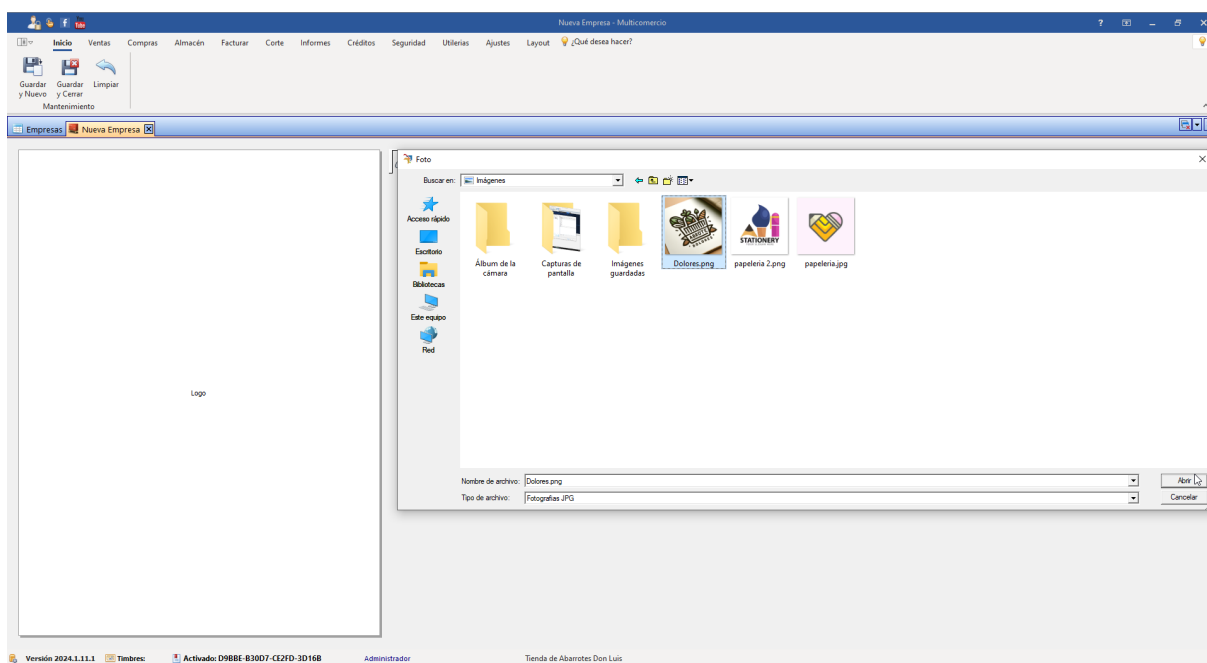 Nueva Empresa - Multicomercio
Inicio Ventas Compras Almacén Facturar Corte Informes Créditos Seguridad Utilerias Ajustes Layout ¿Qué desea hacer?
Guardar y Nuevo
Guardar y Cerrar
Limpiar
Mantenimiento
Empresas Nueva Empresa
Logo
Foto
Buscar en: Imágenes
Acceso rápido
Escritorio
Bibliotecas
Este equipo
Red
Álbum de la cámara
Capturas de pantalla
Imágenes guardadas
Dolores.png
STATIONERY
papeleria 2.png
papeleria.jpg
Nombre de archivo: Dolores.png
Abrir
Tipo de archivo: Fotografias JPG
Cancelar
Versión 2024.1.11.1 Timbres: Activado: D9BBE-B30D7-CE2FD-3D16B Administrador Tienda de Abarrotes Don Luis